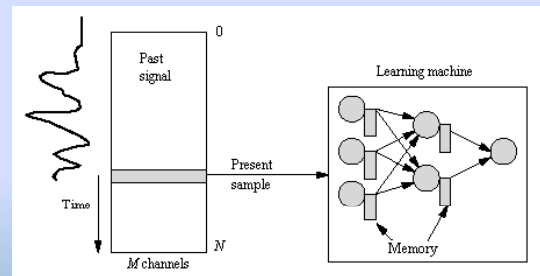 0
Past
signal
Learning machine
Present
sample
Time
N
M channels
Memory